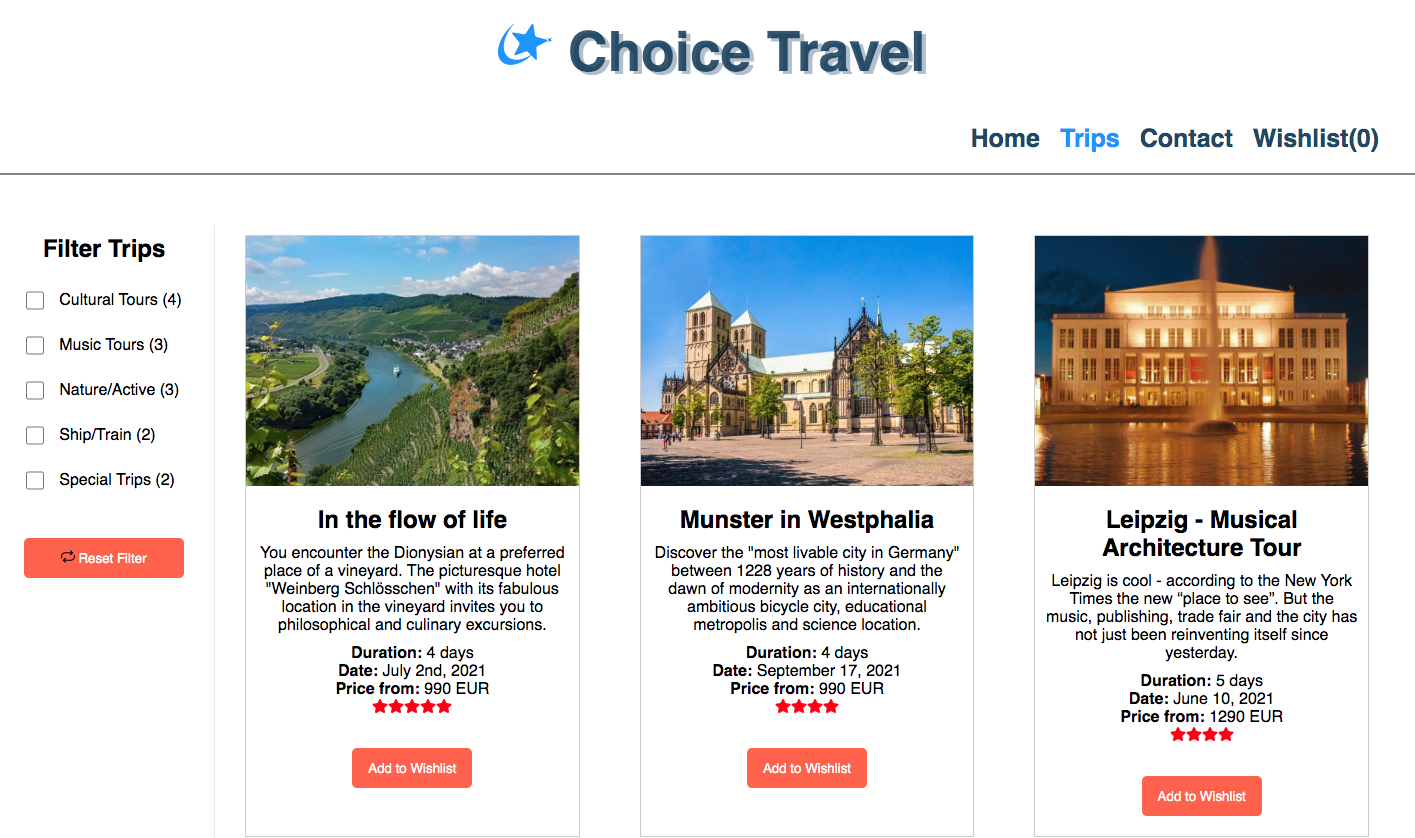 Choice Travel
Home Trips Contact Wishlist(0)
Filter Trips
Cultural Tours (4)
Music Tours (3)
Nature/Active (3)
Ship/Train (2)
Special Trips (2)
Reset Filter
In the flow of life
You encounter the Dionysian at a preferred
place of a vineyard. The picturesque hotel
"Weinberg Schlösschen" with its fabulous
location in the vineyard invites you to
philosophical and culinary excursions.
Duration: 4 days
Date: July 2nd, 2021
Price from: 990 EUR
Add to Wishlist
Munster in Westphalia
Discover the "most livable city in Germany"
between 1228 years of history and the
dawn of modernity as an internationally
ambitious bicycle city, educational
metropolis and science location.
Duration: 4 days
Date: September 17, 2021
Price from: 990 EUR
Add to Wishlist
Leipzig - Musical
Architecture Tour
Leipzig is cool - according to the New York
Times the new “place to see”. But the
music, publishing, trade fair and the city has
not just been reinventing itself since
yesterday.
Duration: 5 days
Date: June 10, 2021
Price from: 1290 EUR
Add to Wishlist